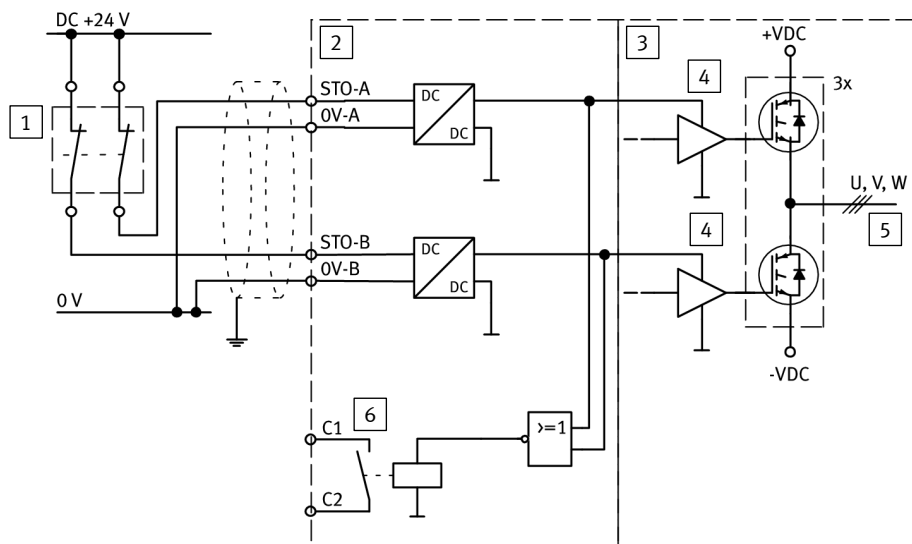 DC +24 V
2
3
+VDC
4
3x
STO-A
DC
DC
1
0V-A
U, V, W
5
4
STO-B
DC
DC
0V-B
0 V
-VDC
6
C1
>=1
C2